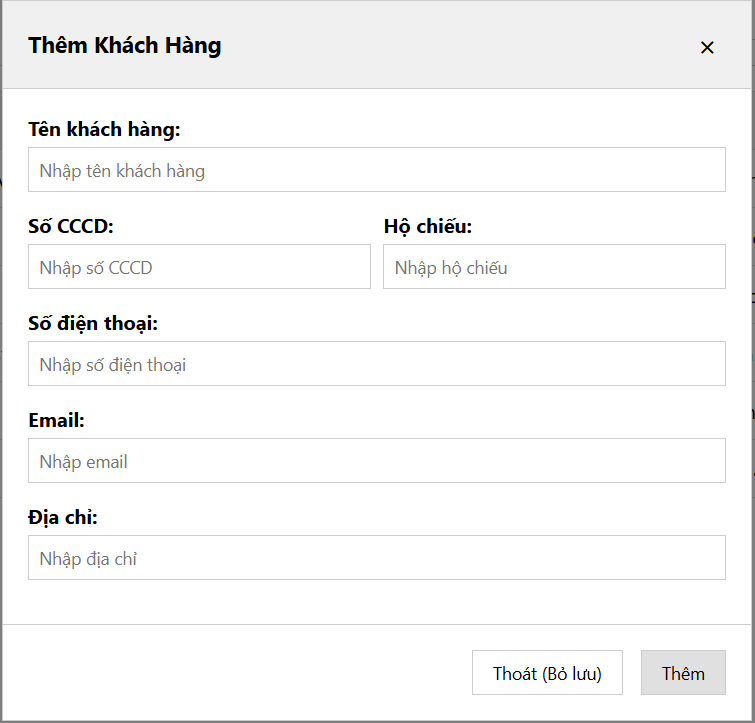 Thêm Khách Hàng ×
Tên khách hàng:
Nhập tên khách hàng
Số CCCD: Hộ chiếu:
Nhập số CCCD Nhập hộ chiếu
Số điện thoại:
Nhập số điện thoại
Email:
Nhập email
Địa chỉ:
Nhập địa chỉ
Thoát (Bỏ lưu) Thêm